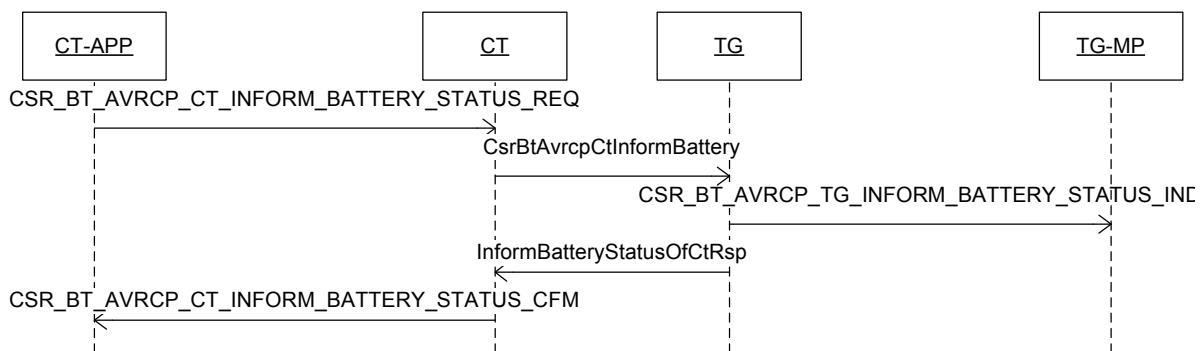 CT-APP
CT
TG
TG-MP
CSR_BT_AVRCP_CT_INFORM_BATTERY_STATUS_REQ
CsrBtAvrcpCtInformBattery
CSR_BT_AVRCP_TG_INFORM_BATTERY_STATUS_IND
InformBatteryStatusOfCtRsp
CSR_BT_AVRCP_CT_INFORM_BATTERY_STATUS_CFM